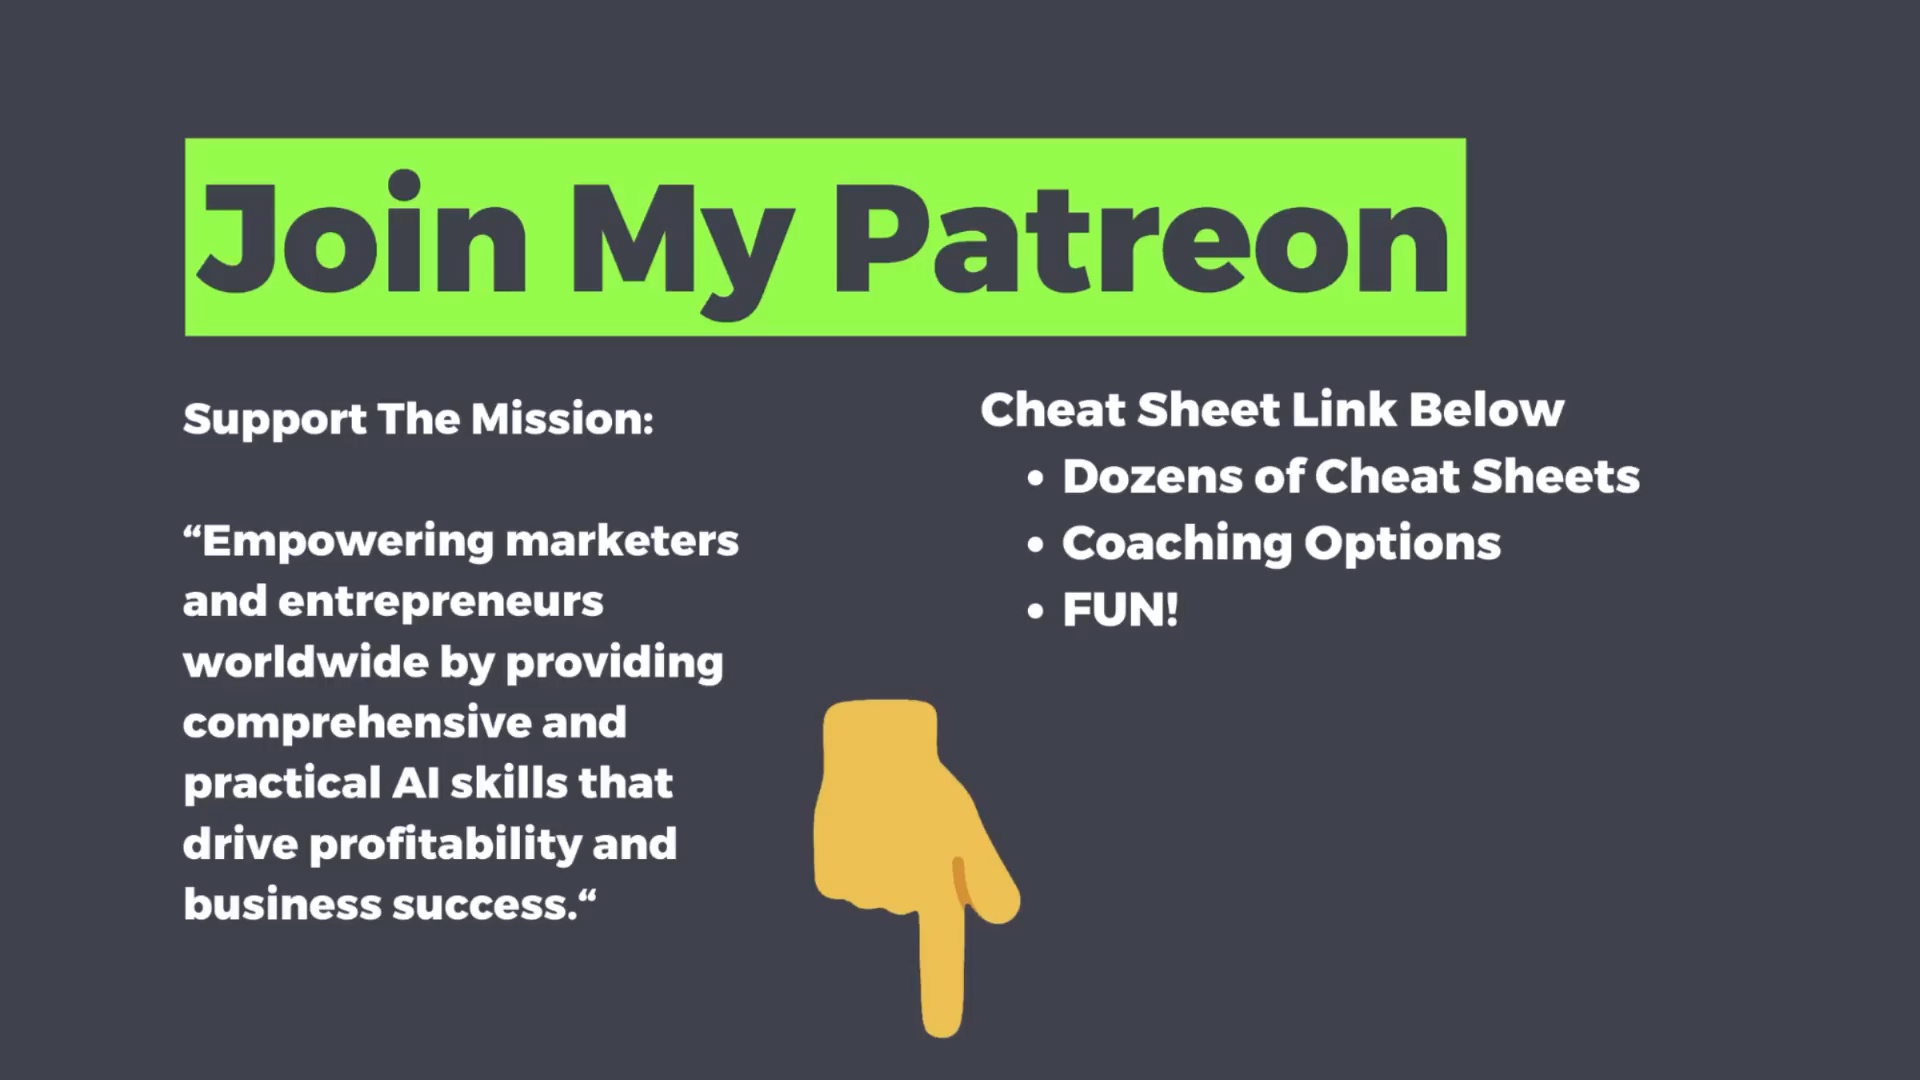 Join My Patreon
Support The Mission:
“Empowering marketers
and entrepreneurs
worldwide by providing
comprehensive and
practical AI skills that
drive profitability and
business success.“
Cheat Sheet Link Below
• Dozens of Cheat Sheets
• Coaching Options
• FUN!